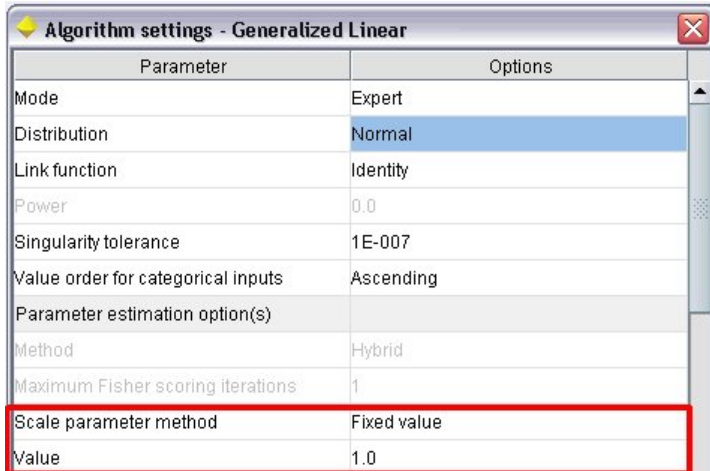 Algorithm settings - Generalized Linear
Parameter Options
Mode Expert
Distribution Normal
Link function Identity
Power 0.0
Singularity tolerance 1E-007
Value order for categorical inputs Ascending
Parameter estimation option(s)
Method Hybrid
Maximum Fisher scoring iterations 1
Scale parameter method Fixed value
Value 1.0